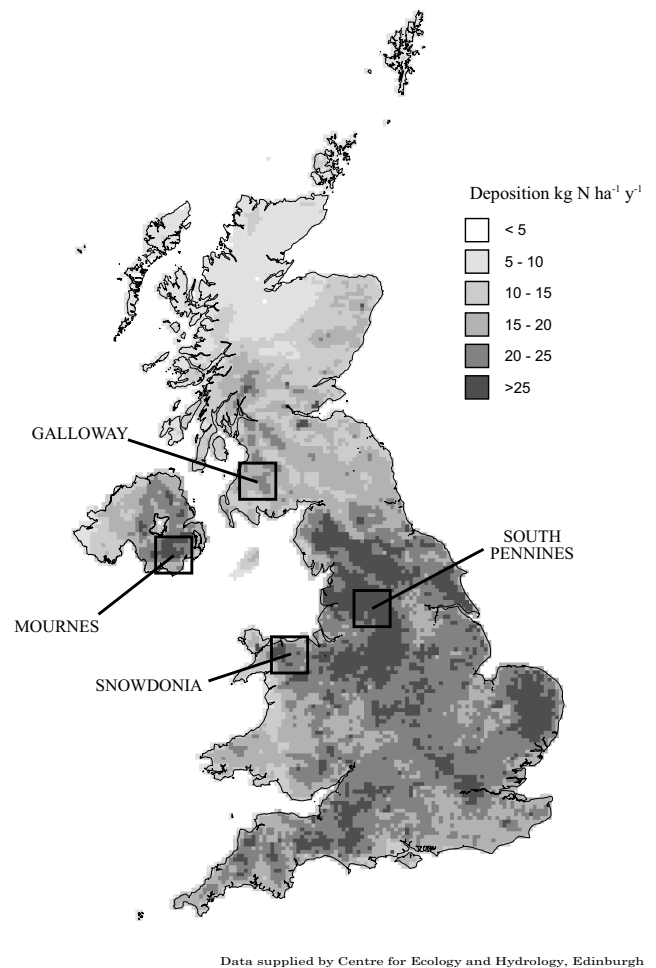 Deposition kg N ha⁻¹ y⁻¹
< 5
5 - 10
10 - 15
15 - 20
20 - 25
>25
GALLOWAY
SOUTH
PENNINES
MOURNES
SNOWDONIA
Data supplied by Centre for Ecology and Hydrology, Edinburgh